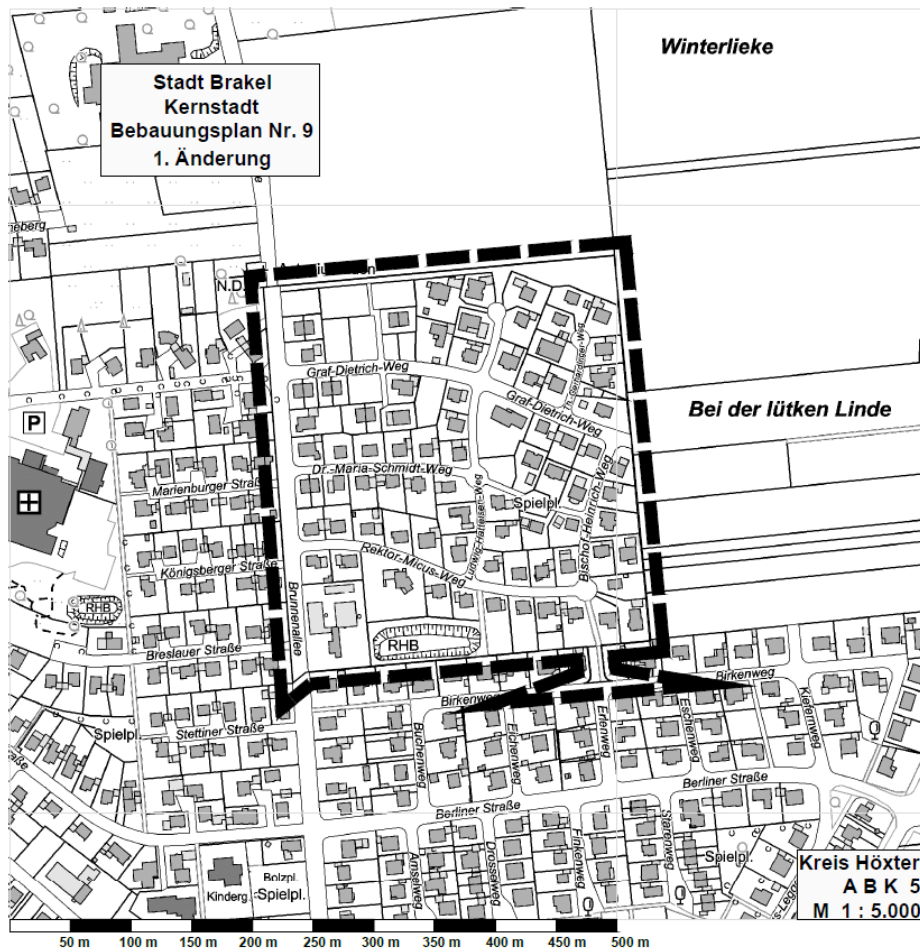 Winterlieke
Stadt Brakel
Kernstadt
Bebauungsplan Nr. 9
1. Änderung
neberg
N.D.
Graf-Dietrich-Weg
Graf-Dietrich-Weg
Bei der lütken Linde
P
Dr.-Maria-Schmidt-Weg
Marienburger Straße
Spielpl.
Bischof-Heinrich-Weg
Rektor-Micus-Weg
Königsberger Straße
RHB
Brunnenallee
RHB
Breslauer Straße
Birkenweg
Birkenweg
Spielpl.
Stettiner Straße
Buchenweg
Eichenweg
Erlenweg
Eschenweg
Kiefernweg
aße
Berliner Straße
Berliner Straße
Amselweg
Drosselweg
Finkenweg
Starenweg
Spielpl.
Kinderg.
Bolzpl.
Spielpl.
Kreis Höxter
A B K 5
M 1 : 5.000
50 m 100 m 150 m 200 m 250 m 300 m 350 m 400 m 450 m 500 m